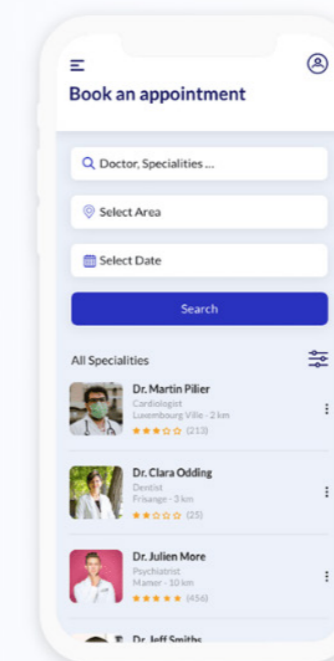 Book an appointment
Doctor, Specialities ...
Select Area
Select Date
Search
All Specialities
Dr. Martin Pilier
Cardiologist
Luxembourg Ville - 2 km
(213)
Dr. Clara Odding
Dentist
Frisange - 3 km
(25)
Dr. Julien More
Psychiatrist
Mamer - 10 km
(456)
Dr. Jeff Smiths